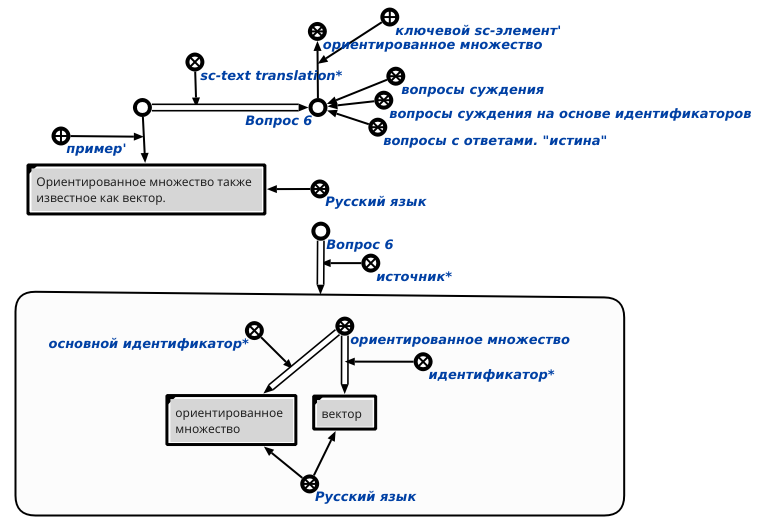 ключевой sc-элемент'
ориентированное множество
sc-text translation*
вопросы суждения
вопросы суждения на основе идентификаторов
Вопрос 6
вопросы с ответами. "истина"
пример'
Ориентированное множество также
известное как вектор.
Русский язык
Вопрос 6
источник*
основной идентификатор*
ориентированное множество
идентификатор*
ориентированное
множество
вектор
Русский язык